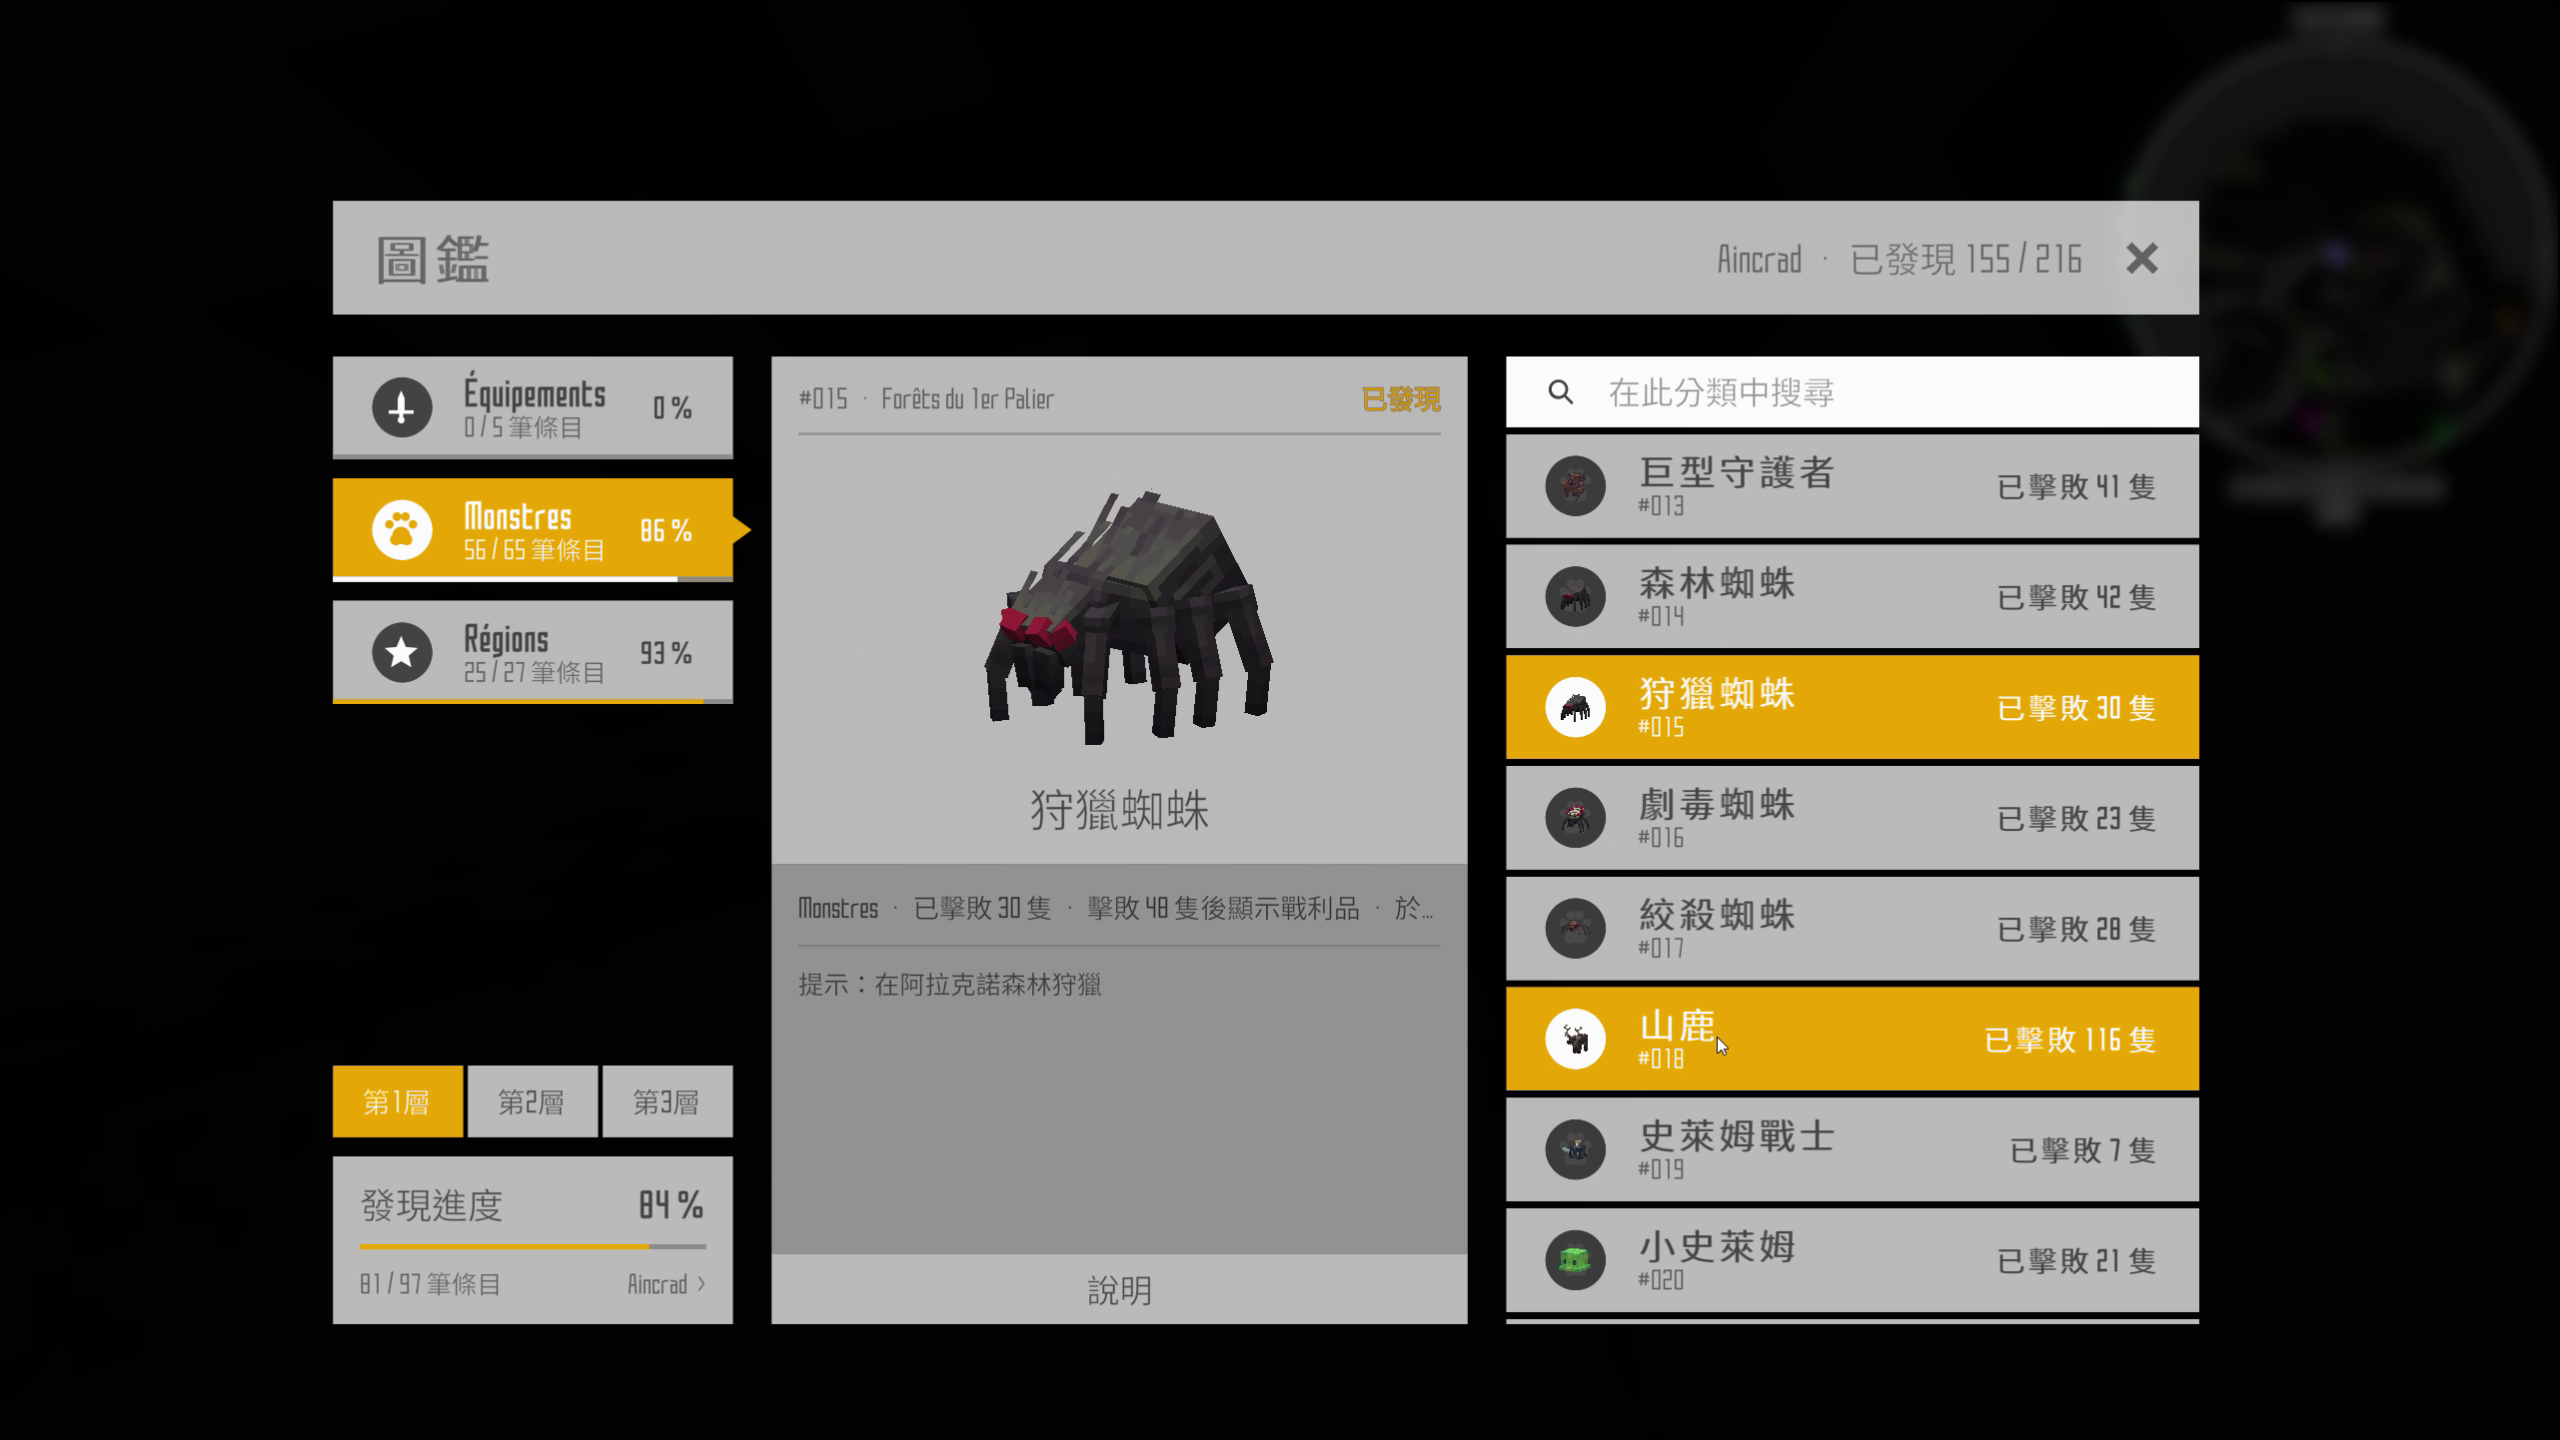 圖鑑
Aincrad · 已發現 155 / 216
Équipements
0 / 5 筆條目
0 %
Monstres
56 / 65 筆條目
86 %
Régions
25 / 27 筆條目
93 %
第1層
第2層
第3層
發現進度
84 %
81 / 97 筆條目
Aincrad ›
#015 · Forêts du 1er Palier
已發現
狩獵蜘蛛
Monstres · 已擊敗 30 隻 · 擊敗 48 隻後顯示戰利品 · 於...
提示：在阿拉克諾森林狩獵
說明
在此分類中搜尋
巨型守護者
#013
已擊敗 41 隻
森林蜘蛛
#014
已擊敗 42 隻
狩獵蜘蛛
#015
已擊敗 30 隻
劇毒蜘蛛
#016
已擊敗 23 隻
絞殺蜘蛛
#017
已擊敗 28 隻
山鹿
#018
已擊敗 116 隻
史萊姆戰士
#019
已擊敗 7 隻
小史萊姆
#020
已擊敗 21 隻